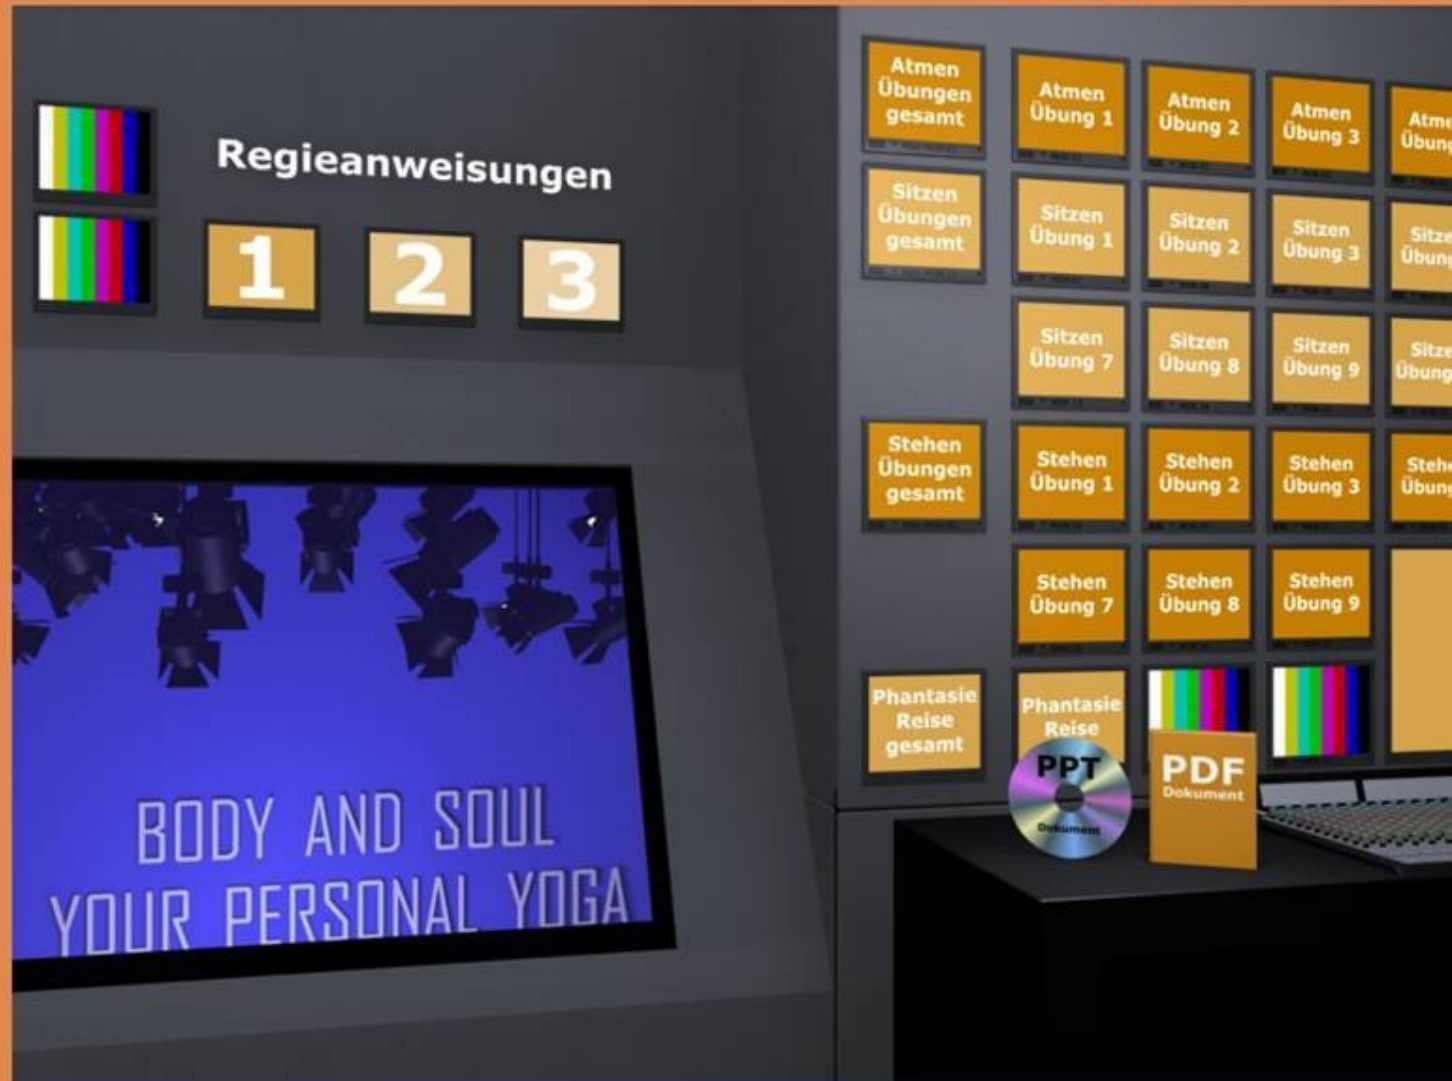 Regieanweisungen
1 2 3
BODY AND SOUL
YOUR PERSONAL YOGA
Atmen
Übungen
gesamt
Atmen
Übung 1
Atmen
Übung 2
Atmen
Übung 3
Sitzen
Übungen
gesamt
Sitzen
Übung 1
Sitzen
Übung 2
Sitzen
Übung 3
Sitzen
Übung 7
Sitzen
Übung 8
Sitzen
Übung 9
Stehen
Übungen
gesamt
Stehen
Übung 1
Stehen
Übung 2
Stehen
Übung 3
Stehen
Übung 7
Stehen
Übung 8
Stehen
Übung 9
Phantasie
Reise
gesamt
Phantasie
Reise
PPT
Dokument
PDF
Dokument